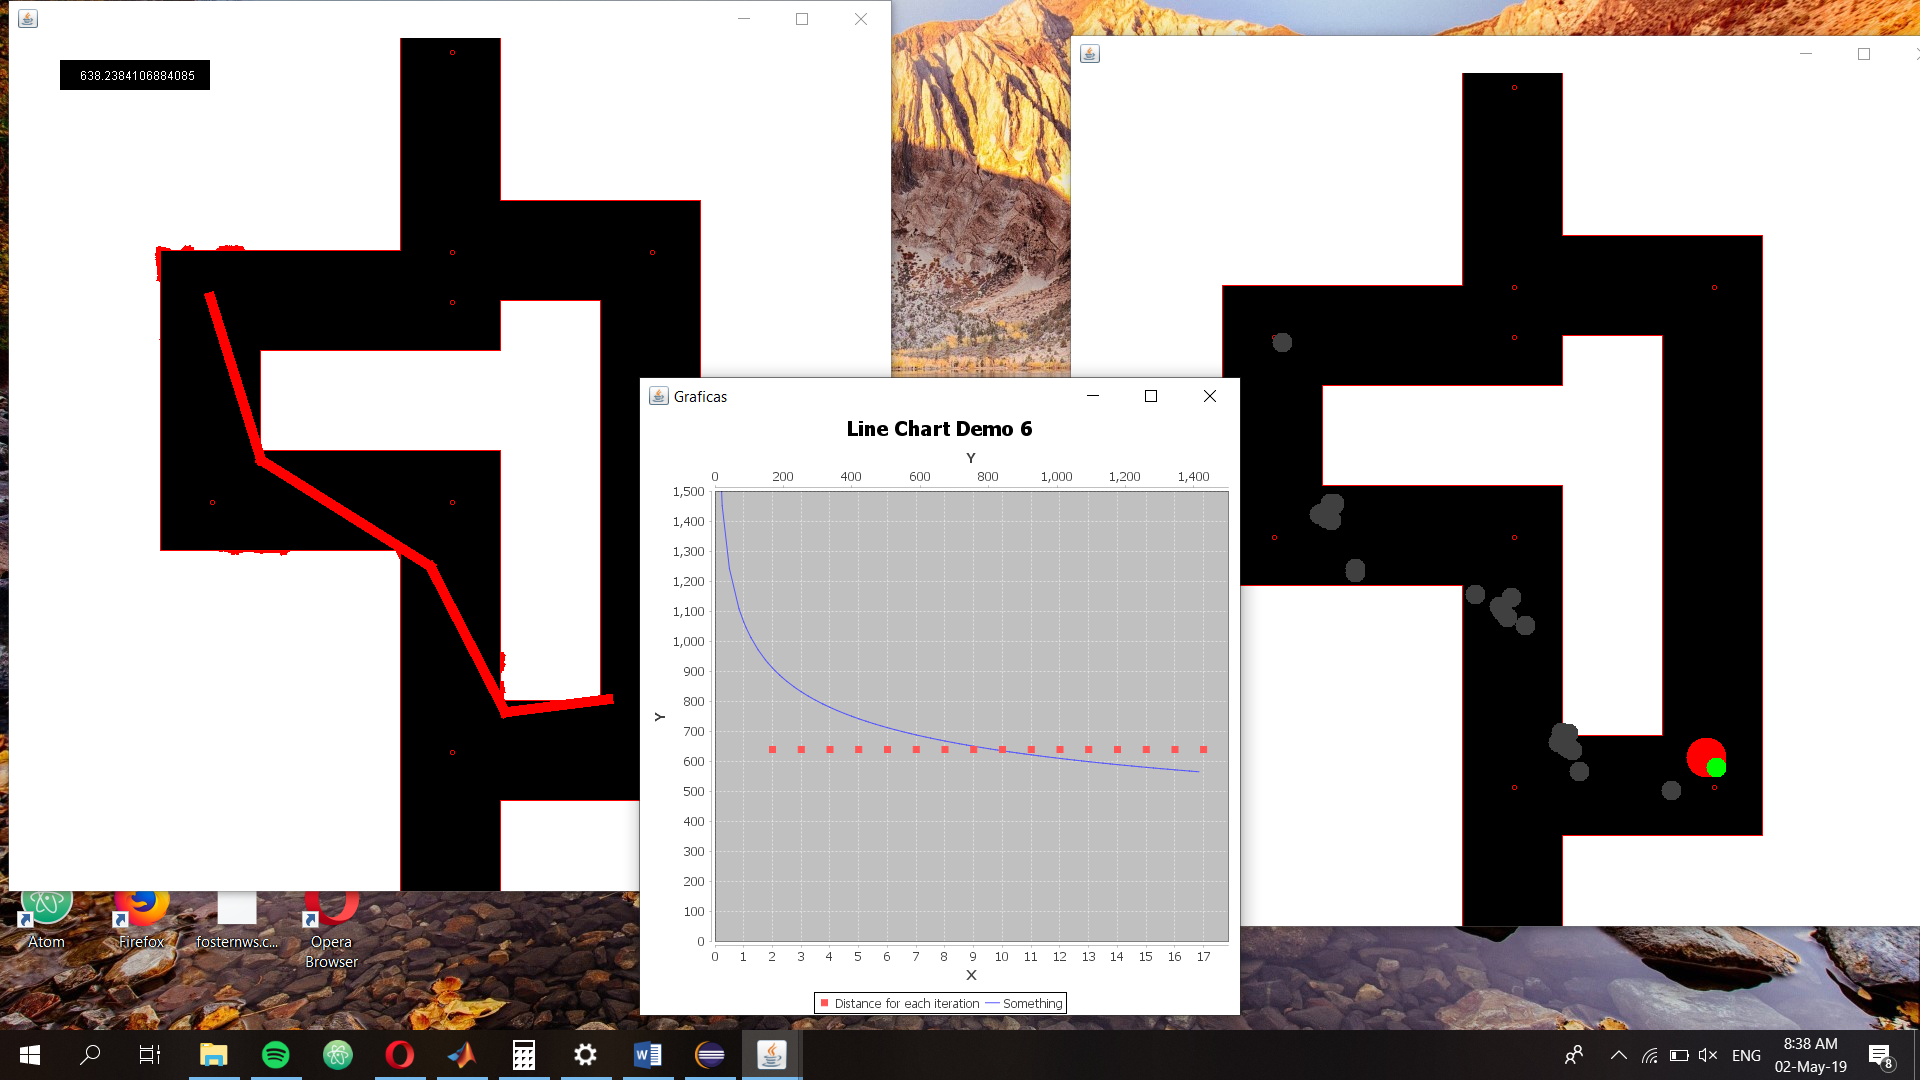 638.2384106884085
Graficas
Line Chart Demo 6
Y
0 200 400 600 800 1,000 1,200 1,400
1,500
1,400
1,300
1,200
1,100
1,000
900
800
700
Y
600
500
400
300
200
100
0
0 1 2 3 4 5 6 7 8 9 10 11 12 13 14 15 16 17
X
Distance for each iteration Something
Atom
Firefox
fosternws.c...
Opera
Browser
ENG
8:38 AM
02-May-19
8